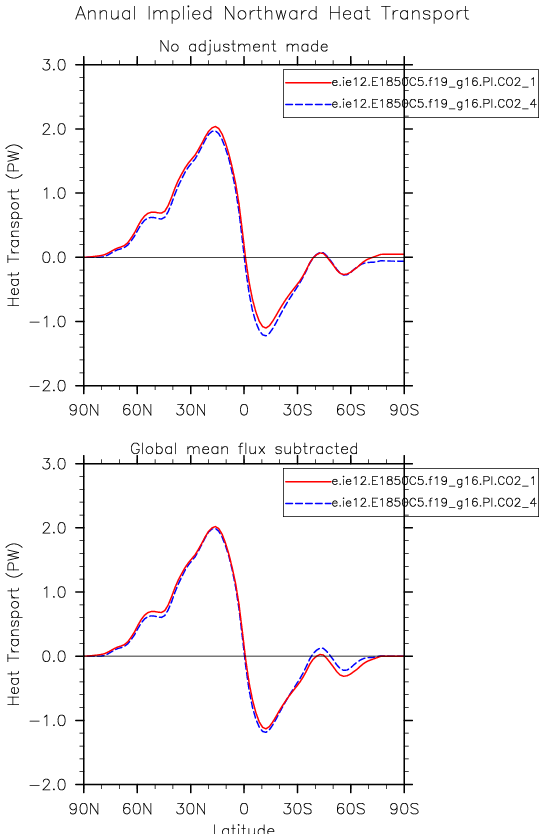 Annual Implied Northward Heat Transport
No adjustment made
3.0
2.0
1.0
0.0
-1.0
-2.0
Heat Transport (PW)
e.ie12.E1850C5.f19_g16.PI.CO2_1
e.ie12.E1850C5.f19_g16.PI.CO2_4
90N 60N 30N 0 30S 60S 90S
Global mean flux subtracted
3.0
2.0
1.0
0.0
-1.0
-2.0
Heat Transport (PW)
e.ie12.E1850C5.f19_g16.PI.CO2_1
e.ie12.E1850C5.f19_g16.PI.CO2_4
90N 60N 30N 0 30S 60S 90S
Latitude